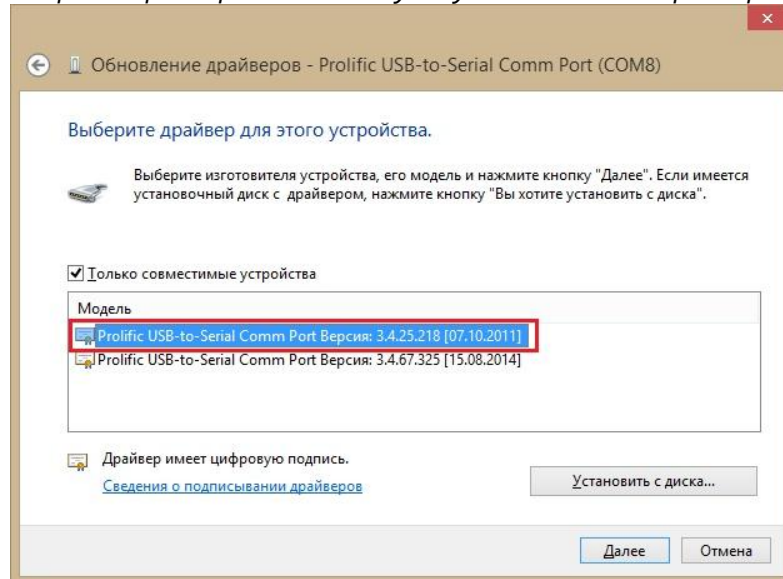 Обновление драйверов - Prolific USB-to-Serial Comm Port (COM8)
Выберите драйвер для этого устройства.
Выберите изготовителя устройства, его модель и нажмите кнопку "Далее". Если имеется
установочный диск с драйвером, нажмите кнопку "Вы хотите установить с диска".
Только совместимые устройства
Модель
Prolific USB-to-Serial Comm Port Версия: 3.4.25.218 [07.10.2011]
Prolific USB-to-Serial Comm Port Версия: 3.4.67.325 [15.08.2014]
Драйвер имеет цифровую подпись.
Сведения о подписывании драйверов
Установить с диска...
Далее
Отмена